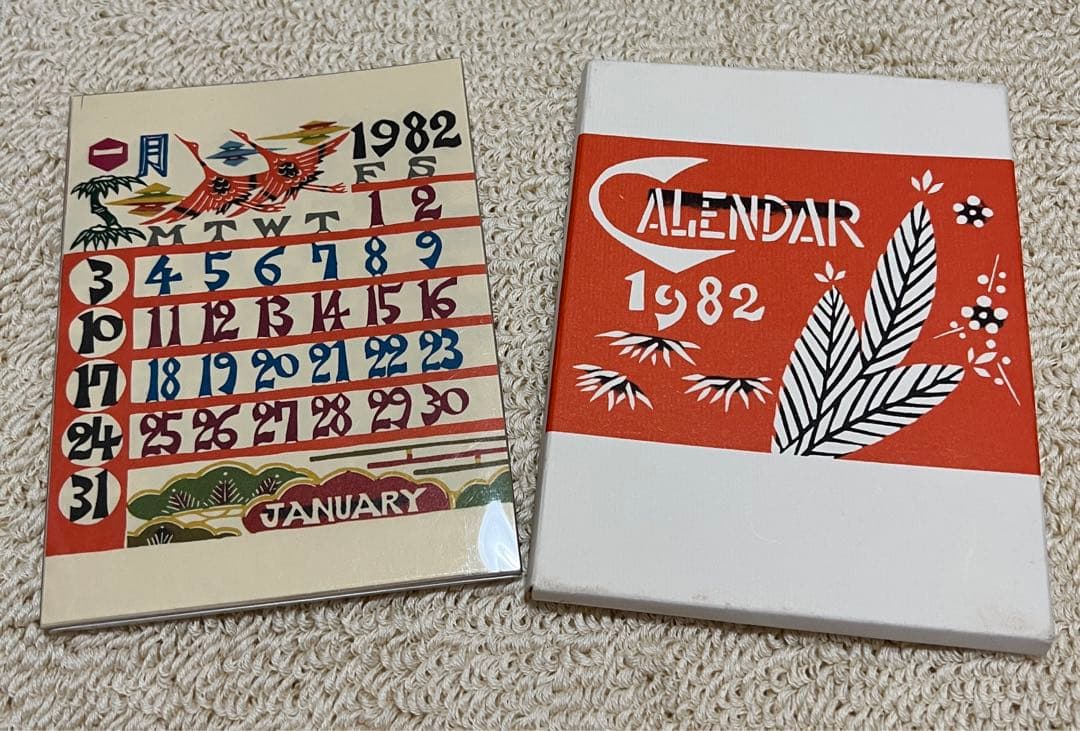 一月
1982
F S
M T W T 1 2
3 4 5 6 7 8 9
10 11 12 13 14 15 16
17 18 19 20 21 22 23
24 25 26 27 28 29 30
31
JANUARY
CALENDAR
1982